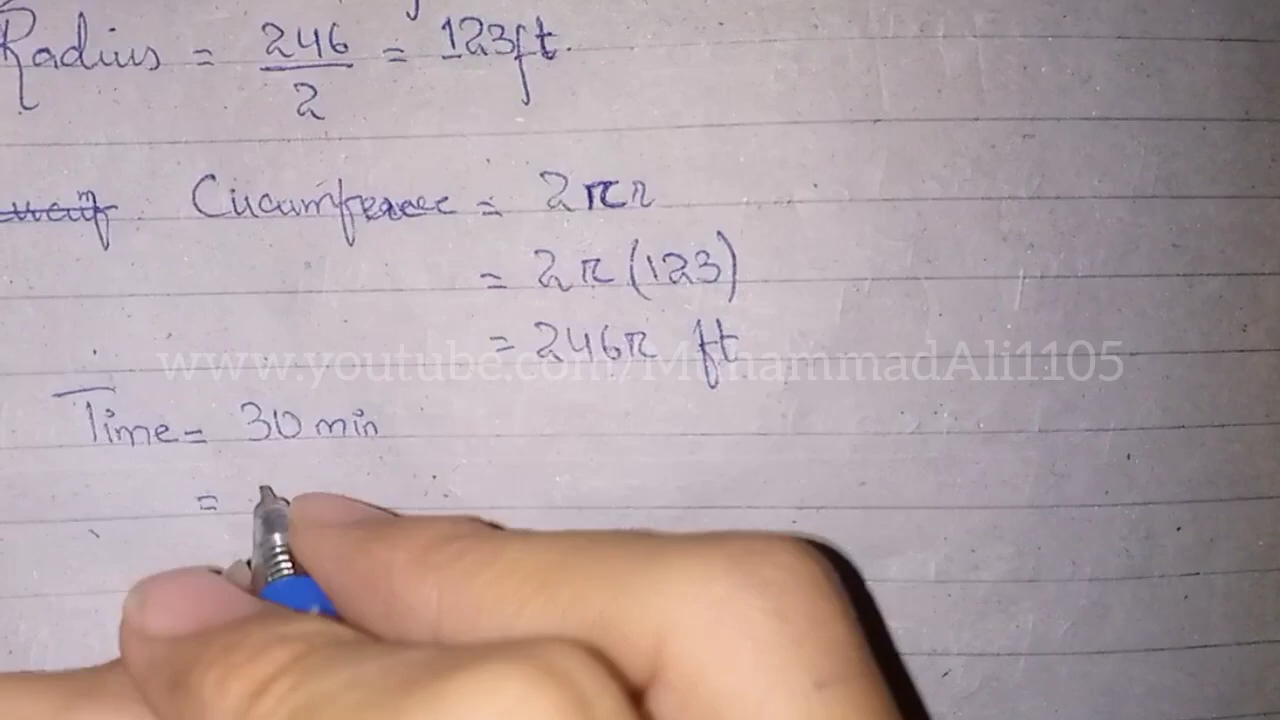 Radius = 246/2 = 123ft.
Circumference = 2πr
= 2π(123)
= 246π ft
www.youtube.com/MuhammadAli1105
Time = 30 min
=